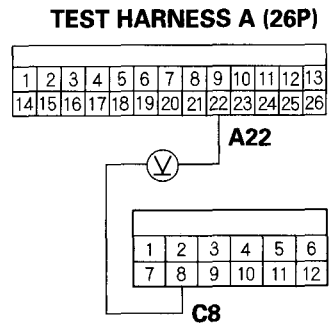 TEST HARNESS A (26P)
1 2 3 4 5 6 7 8 9 10 11 12 13
14 15 16 17 18 19 20 21 22 23 24 25 26
A22
V
1 2 3 4 5 6
7 8 9 10 11 12
C8